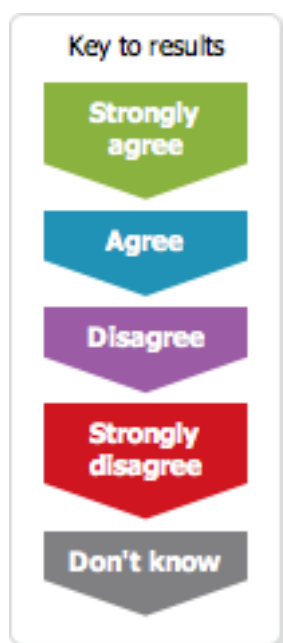 Key to results
Strongly
agree
Agree
Disagree
Strongly
disagree
Don't know